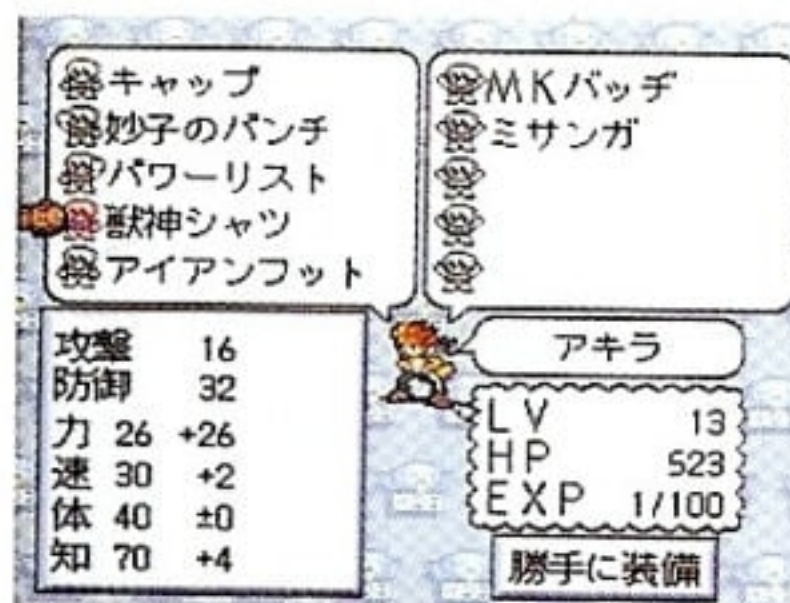 キャップ
妙子のパンチ
パワーリスト
獣神シャツ
アイアンフット
MKバッヂ
ミサンガ
アキラ
攻撃 16
防御 32
力 26 +26
速 30 +2
体 40 ±0
知 70 +4
LV 13
HP 523
EXP 1/100
勝手に装備